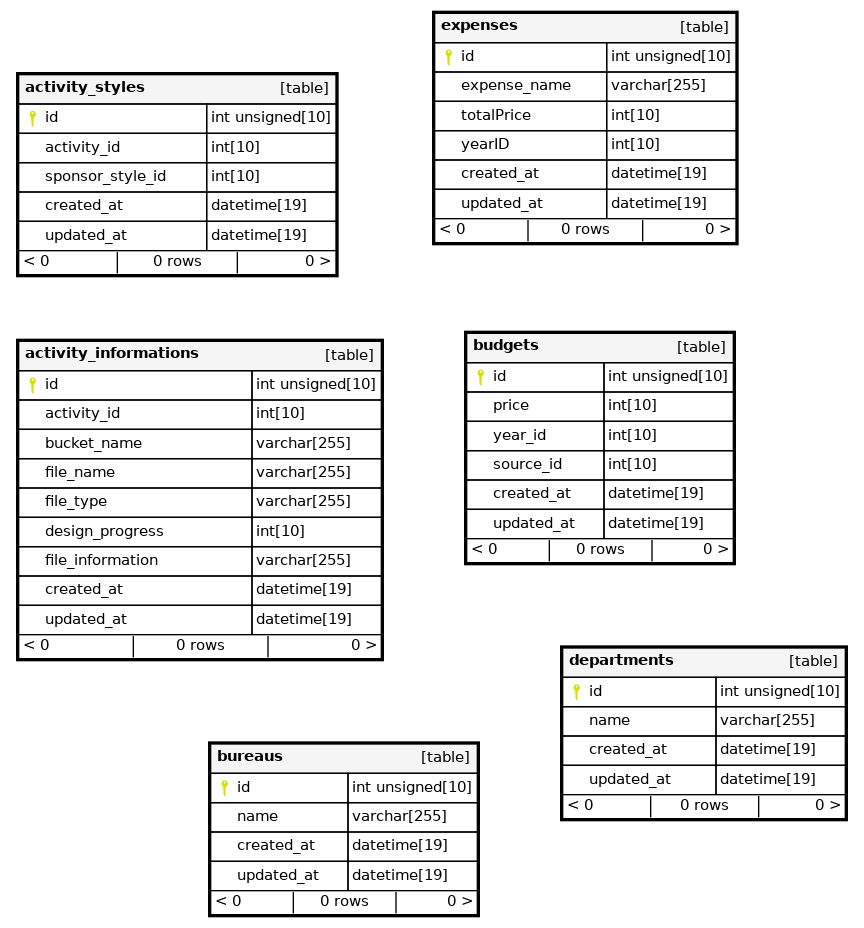 expenses [table]
id int unsigned[10]
expense_name varchar[255]
totalPrice int[10]
yearID int[10]
created_at datetime[19]
updated_at datetime[19]
< 0 0 rows 0 >
activity_styles [table]
id int unsigned[10]
activity_id int[10]
sponsor_style_id int[10]
created_at datetime[19]
updated_at datetime[19]
< 0 0 rows 0 >
activity_informations [table]
id int unsigned[10]
activity_id int[10]
bucket_name varchar[255]
file_name varchar[255]
file_type varchar[255]
design_progress int[10]
file_information varchar[255]
created_at datetime[19]
updated_at datetime[19]
< 0 0 rows 0 >
budgets [table]
id int unsigned[10]
price int[10]
year_id int[10]
source_id int[10]
created_at datetime[19]
updated_at datetime[19]
< 0 0 rows 0 >
departments [table]
id int unsigned[10]
name varchar[255]
created_at datetime[19]
updated_at datetime[19]
< 0 0 rows 0 >
bureaus [table]
id int unsigned[10]
name varchar[255]
created_at datetime[19]
updated_at datetime[19]
< 0 0 rows 0 >